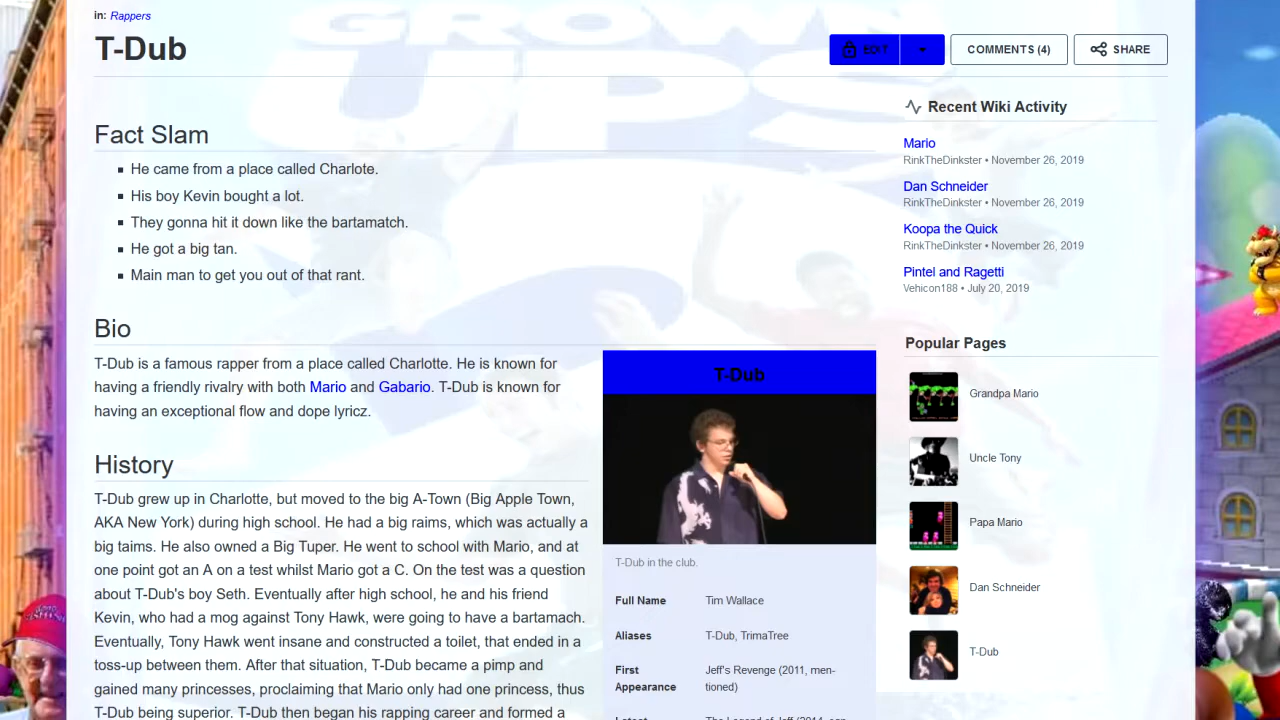 GROWN
UPS
in: Rappers
T-Dub
EDIT
COMMENTS (4)
SHARE
Fact Slam
He came from a place called Charlote.
His boy Kevin bought a lot.
They gonna hit it down like the bartamatch.
He got a big tan.
Main man to get you out of that rant.
Bio
T-Dub is a famous rapper from a place called Charlotte. He is known for
having a friendly rivary with both Mario and Gabario. T-Dub is known for
having an exceptional flow and dope lyricz.
History
T-Dub grew up in Charlotte, but moved to the big A-Town (Big Apple Town,
AKA New York) during high school. He had a big raims, which was actually a
big taims. He also owned a Big Tuper. He went to school with Mario, and at
one point got an A on a test whilst Mario got a C. On the test was a question
about T-Dub's boy Seth. Eventually after high school, he and his friend
Kevin, who had a mog against Tony Hawk, were going to have a bartamach.
Eventually, Tony Hawk went insane and constructed a toilet, that ended in a
toss-up between them. After that situation, T-Dub became a pimp and
gained many princesses, proclaiming that Mario only had one princess, thus
T-Dub being superior. T-Dub then began his rapping career and formed a
T-Dub
T-Dub in the club.
Full Name Tim Wallace
Aliases T-Dub, TrimaTree
First Appearance Jeff's Revenge (2011, men-
tioned)
Latest The Legend of Jeff (2014, can-
Recent Wiki Activity
Mario
RinkTheDinkster • November 26, 2019
Dan Schneider
RinkTheDinkster • November 26, 2019
Koopa the Quick
RinkTheDinkster • November 26, 2019
Pintel and Ragetti
Vehicon188 • July 20, 2019
Popular Pages
Grandpa Mario
Uncle Tony
Papa Mario
Dan Schneider
T-Dub